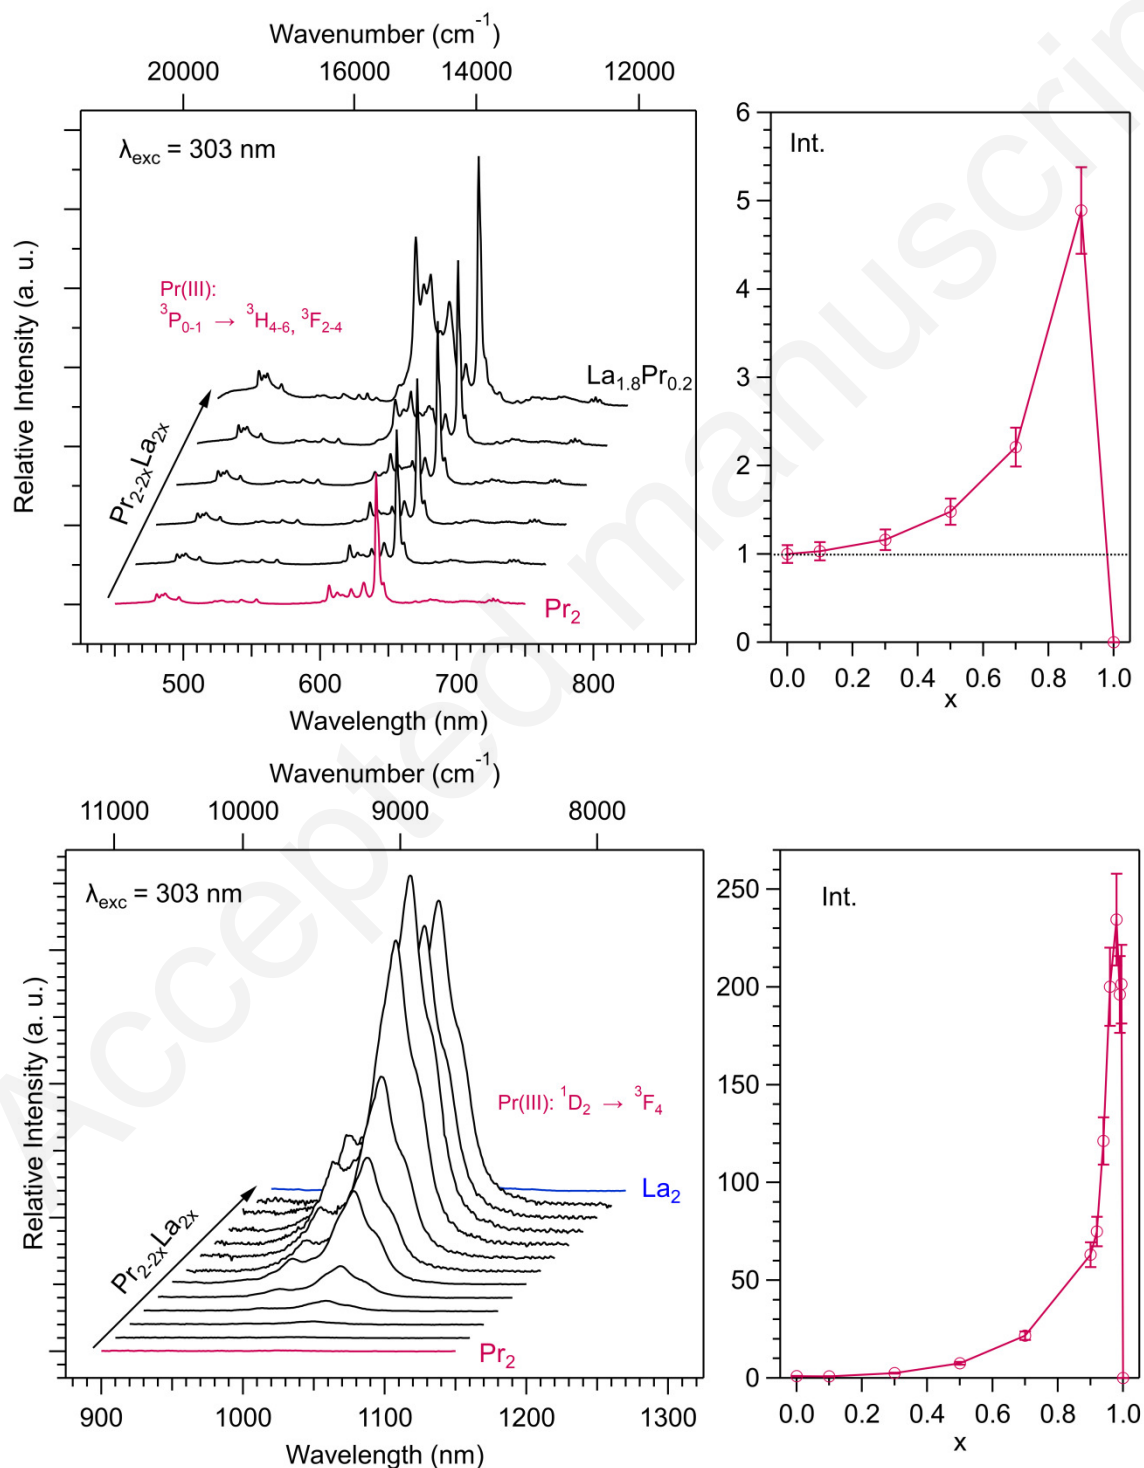 Wavenumber (cm⁻¹)
20000 16000 14000 12000
λexc = 303 nm
Pr(III):
³P₀₋₁ → ³H₄₋₆, ³F₂₋₄
La₁.₈Pr₀.₂
Pr₂₋₂ₓLa₂ₓ
Pr₂
Relative Intensity (a. u.)
500 600 700 800
Wavelength (nm)
Int.
6
5
4
3
2
1
0
0.0 0.2 0.4 0.6 0.8 1.0
x
Wavenumber (cm⁻¹)
11000 10000 9000 8000
λexc = 303 nm
Pr(III): ¹D₂ → ³F₄
La₂
Pr₂₋₂ₓLa₂ₓ
Pr₂
Relative Intensity (a. u.)
900 1000 1100 1200 1300
Wavelength (nm)
Int.
250
200
150
100
50
0
0.0 0.2 0.4 0.6 0.8 1.0
x
Accepted manuscrip